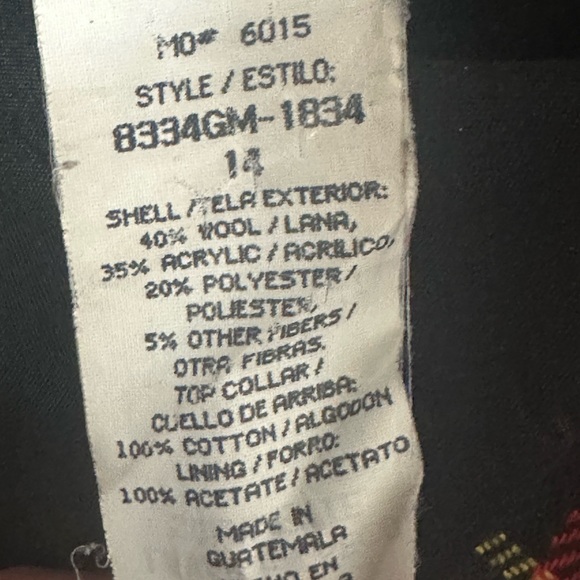 MO# 6015
STYLE / ESTILO:
8334GM-1834
14
SHELL / TELA EXTERIOR:
40% WOOL / LANA,
35% ACRYLIC / ACRILICO,
20% POLYESTER /
POLIESTER,
5% OTHER FIBERS /
OTRA FIBRAS.
TOP COLLAR /
CUELLO DE ARRIBA:
100% COTTON / ALGODON
LINING / FORRO:
100% ACETATE / ACETATO
MADE IN
GUATEMALA
EN